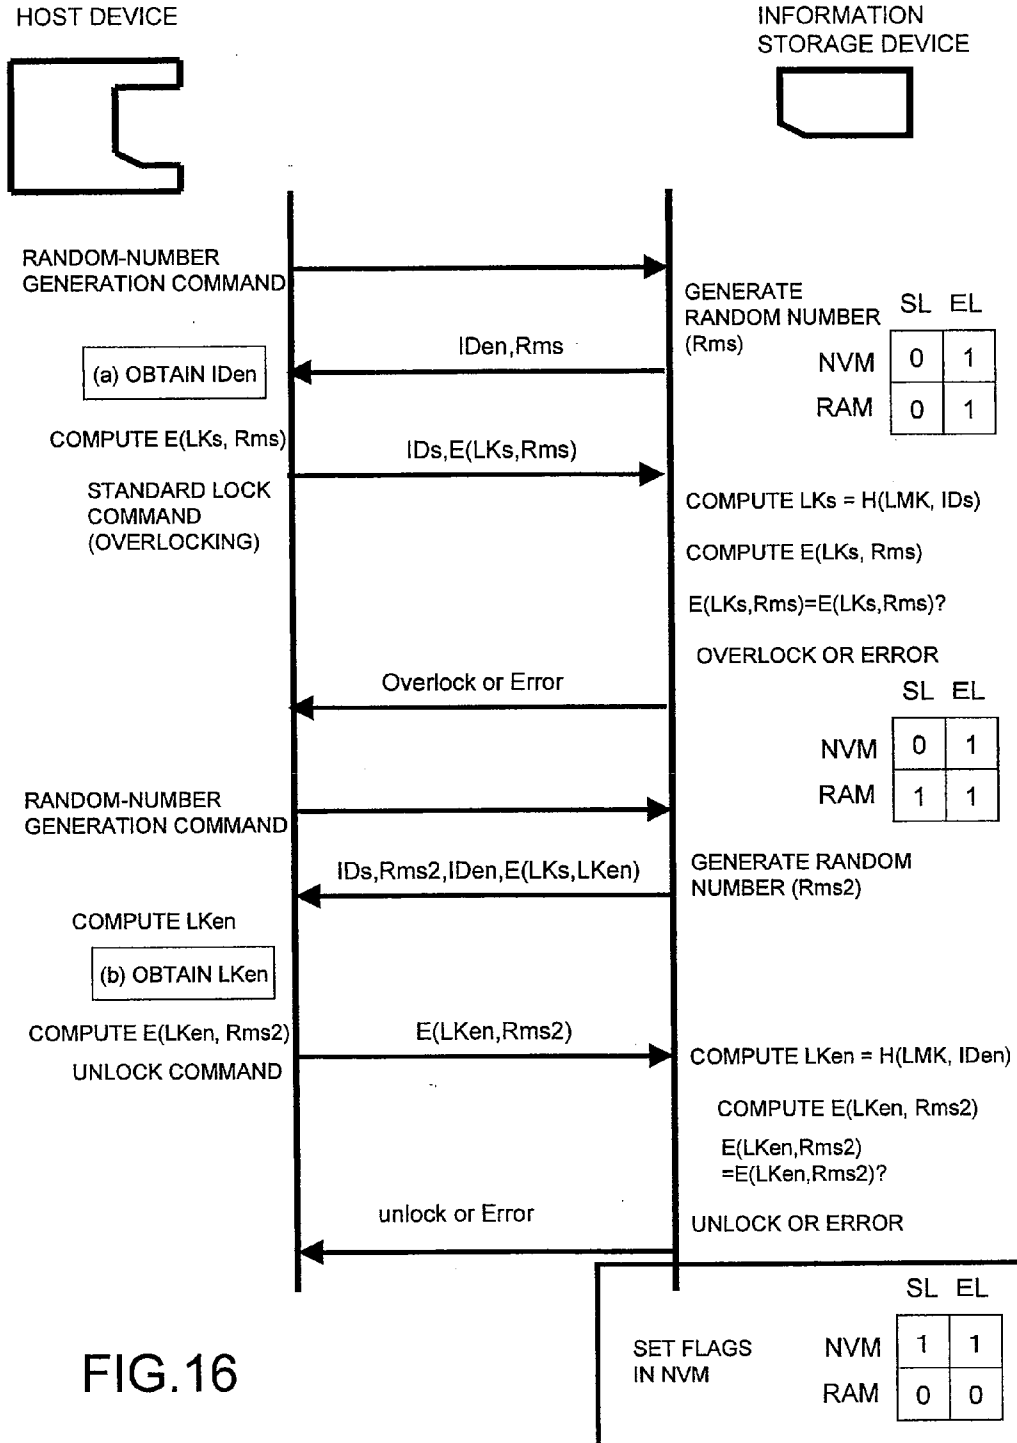 HOST DEVICE
INFORMATION
STORAGE DEVICE
RANDOM-NUMBER
GENERATION COMMAND
GENERATE
RANDOM NUMBER
(Rms)
SL EL
NVM 0 1
RAM 0 1
IDen,Rms
(a) OBTAIN IDen
COMPUTE E(LKs, Rms)
IDs,E(LKs,Rms)
STANDARD LOCK
COMMAND
(OVERLOCKING)
COMPUTE LKs = H(LMK, IDs)
COMPUTE E(LKs, Rms)
E(LKs,Rms)=E(LKs,Rms)?
OVERLOCK OR ERROR
Overlock or Error
SL EL
NVM 0 1
RAM 1 1
RANDOM-NUMBER
GENERATION COMMAND
GENERATE RANDOM
NUMBER (Rms2)
IDs,Rms2,IDen,E(LKs,LKen)
COMPUTE LKen
(b) OBTAIN LKen
COMPUTE E(LKen, Rms2)
E(LKen,Rms2)
UNLOCK COMMAND
COMPUTE LKen = H(LMK, IDen)
COMPUTE E(LKen, Rms2)
E(LKen,Rms2)
=E(LKen,Rms2)?
unlock or Error
UNLOCK OR ERROR
SL EL
SET FLAGS
IN NVM
NVM 1 1
RAM 0 0
FIG.16